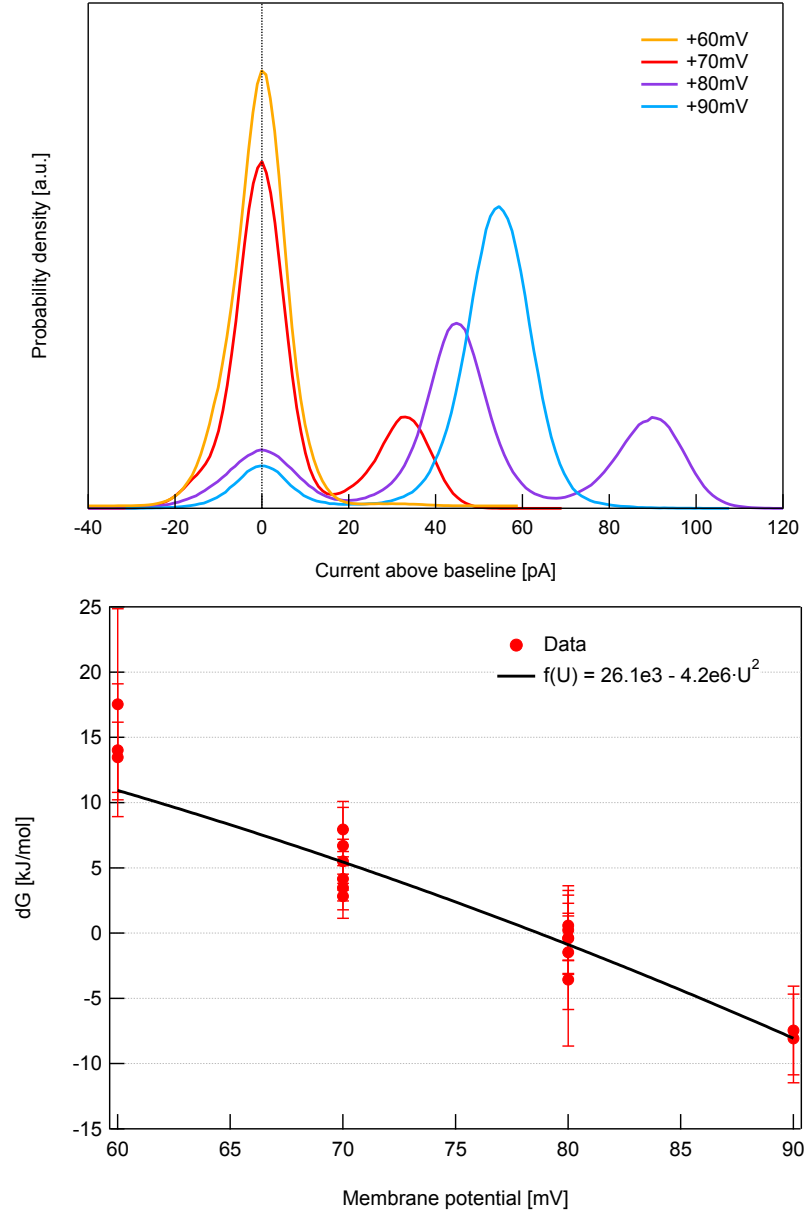 +60mV
+70mV
+80mV
+90mV
Probability density [a.u.]
-40 -20 0 20 40 60 80 100 120
Current above baseline [pA]
25
20
15
10
5
0
-5
-10
-15
dG [kJ/mol]
Data
f(U) = 26.1e3 - 4.2e6·U²
60 65 70 75 80 85 90
Membrane potential [mV]